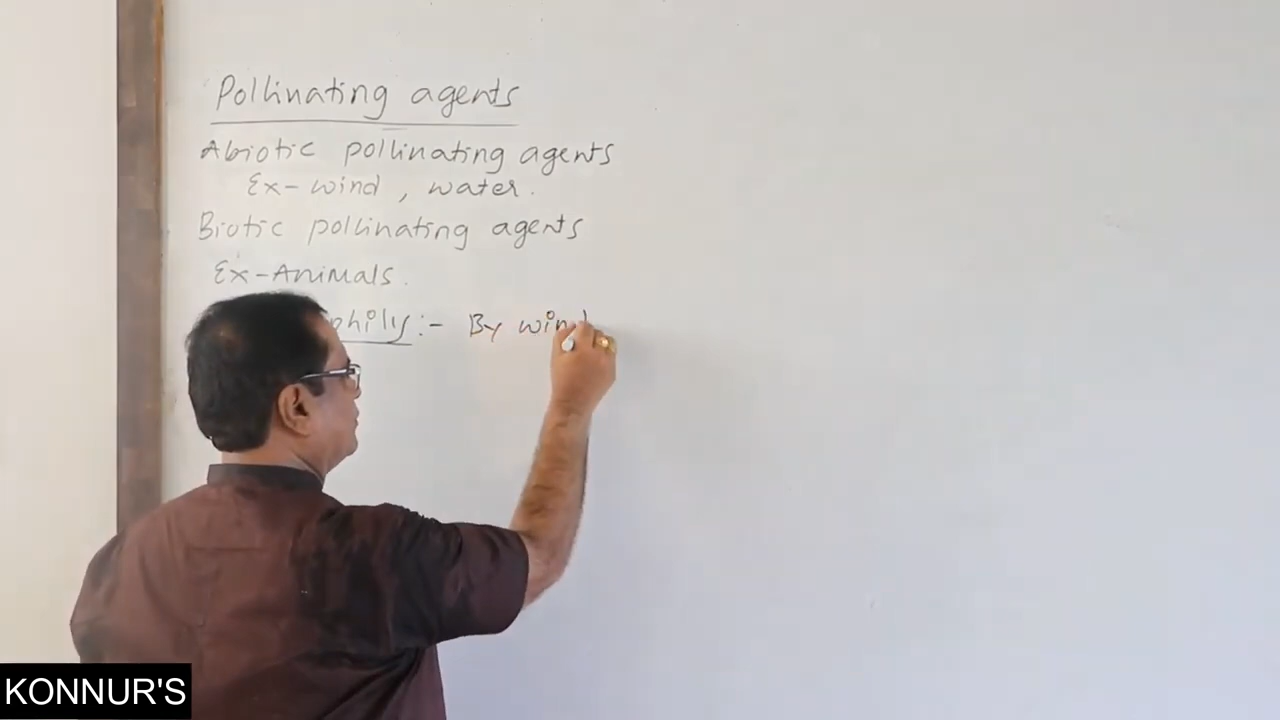 Pollinating agents
Abiotic pollinating agents
Ex- wind , water.
Biotic pollinating agents
Ex-Animals.
philly:- By wind
KONNUR'S